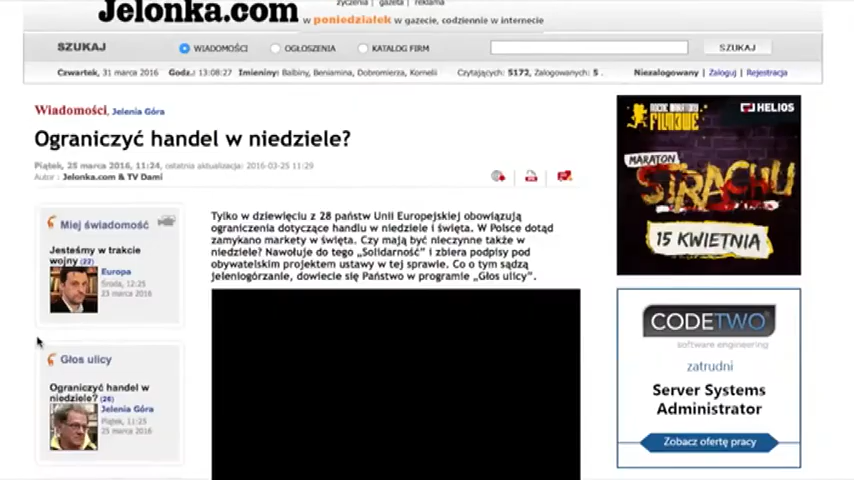 Jelonka.com
życzenia | gazeta | reklama
w poniedziałek w gazecie, codziennie w internecie
SZUKAJ
WIADOMOŚCI
OGŁOSZENIA
KATALOG FIRM
SZUKAJ
Czwartek, 31 marca 2016 Godz.: 13:08:27 Imieniny: Balbiny, Beniamina, Dobromierza, Kornelii Czytających: 5172, Zalogowanych: 5 . Niezalogowany | Zaloguj | Rejestracja
Wiadomości, Jelenia Góra
Ograniczyć handel w niedziele?
Piątek, 25 marca 2016, 11:24, ostatnia aktualizacja: 2016-03-25 11:29
Autor : Jelonka.com & TV Dami
Miej świadomość
Jesteśmy w trakcie
wojny (22)
Europa
Środa, 12:25
23 marca 2016
Głos ulicy
Ograniczyć handel w
niedziele? (26)
Jelenia Góra
Piątek, 11:25
25 marca 2016
Tylko w dziewięciu z 28 państw Unii Europejskiej obowiązują
ograniczenia dotyczące handlu w niedziele i święta. W Polsce dotąd
zamykano markety w święta. Czy mają być nieczynne także w
niedziele? Nawołuje do tego „Solidarność” i zbiera podpisy pod
obywatelskim projektem ustawy w tej sprawie. Co o tym sądzą
jeleniogórzanie, dowiecie się Państwo w programie „Głos ulicy”.
NOCNE MARATONY
FILMOWE
HELIOS
MARATON
STRACHU
15 KWIETNIA
CODETWO
software engineering
zatrudni
Server Systems
Administrator
Zobacz ofertę pracy